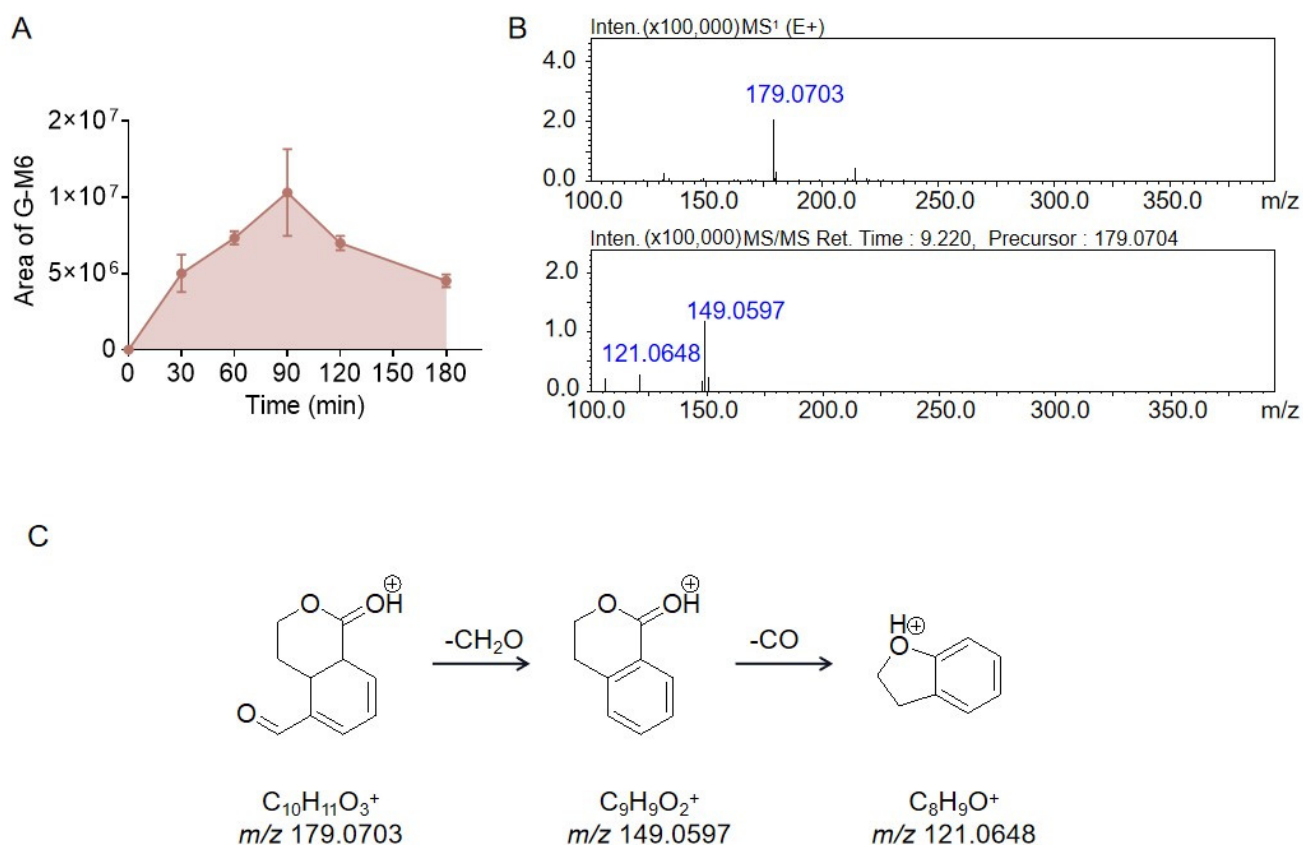 A
Area of G-M6
2×10⁷
1×10⁷
5×10⁶
0
0 30 60 90 120 150 180
Time (min)
B
Inten. (x100,000) MS¹ (E+)
4.0
179.0703
2.0
0.0
100.0 150.0 200.0 250.0 300.0 350.0 m/z
Inten. (x100,000) MS/MS Ret. Time : 9.220, Precursor : 179.0704
2.0
149.0597
1.0
121.0648
0.0
100.0 150.0 200.0 250.0 300.0 350.0 m/z
C
O OH ⊕
O
-CH₂O
O OH ⊕
-CO
H ⊕
O
C₁₀H₁₁O₃⁺
m/z 179.0703
C₉H₉O₂⁺
m/z 149.0597
C₈H₉O⁺
m/z 121.0648